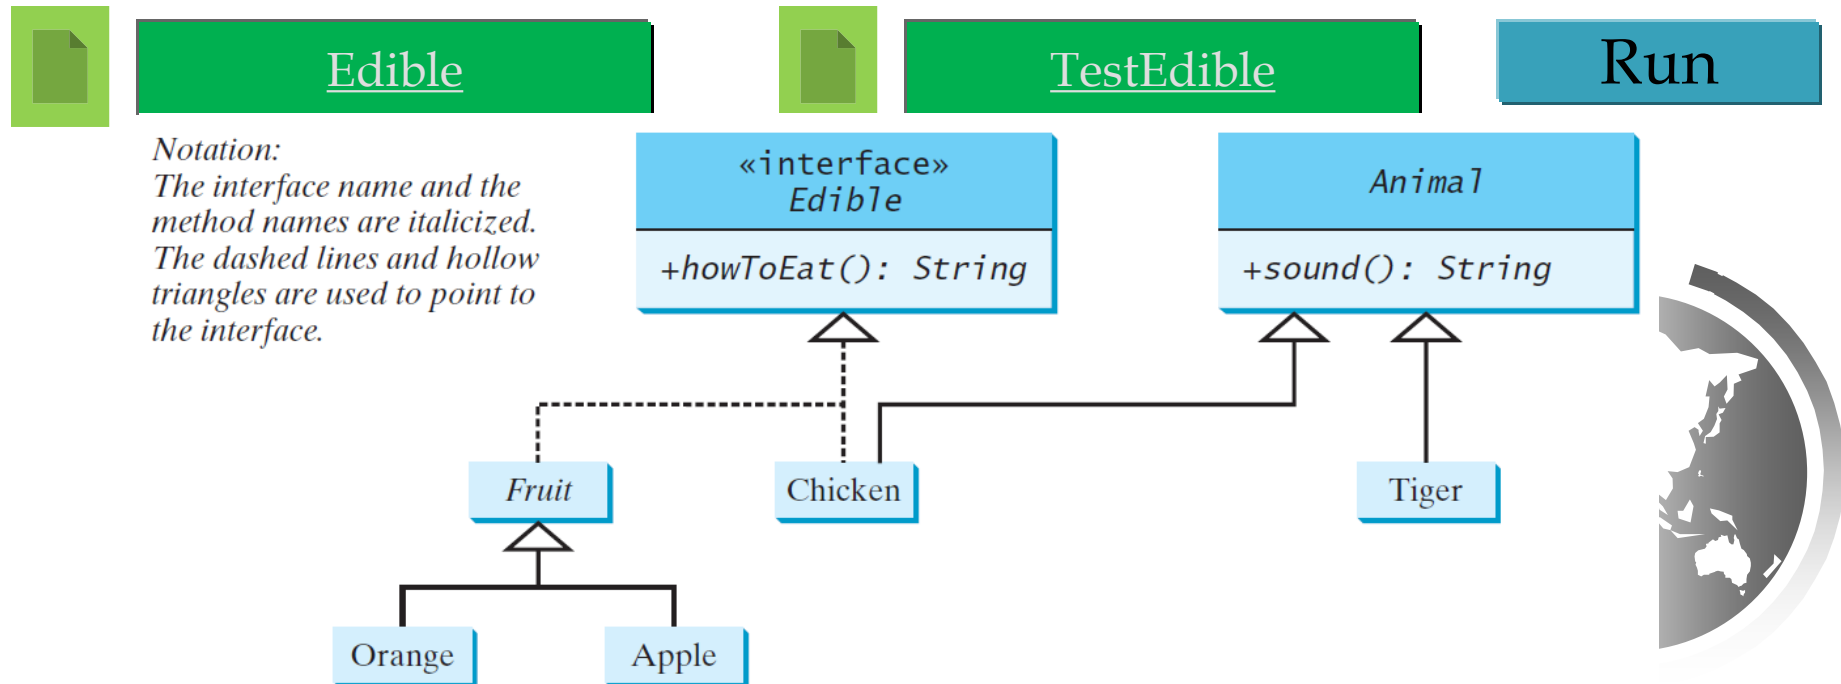 Edible
TestEdible
Run
Notation:
The interface name and the
method names are italicized.
The dashed lines and hollow
triangles are used to point to
the interface.
«interface»
Edible
+howToEat(): String
Animal
+sound(): String
Fruit
Chicken
Tiger
Orange
Apple